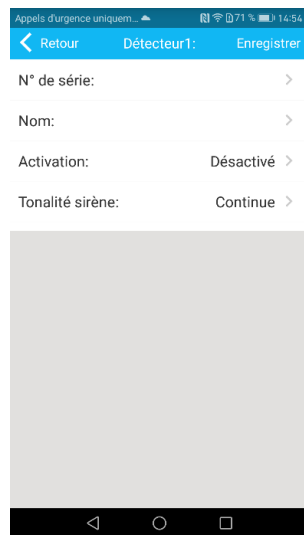 Appels d'urgence uniquem... 71 % 14:54
Retour Détecteur1: Enregistrer
N° de série:
Nom:
Activation: Désactivé
Tonalité sirène: Continue